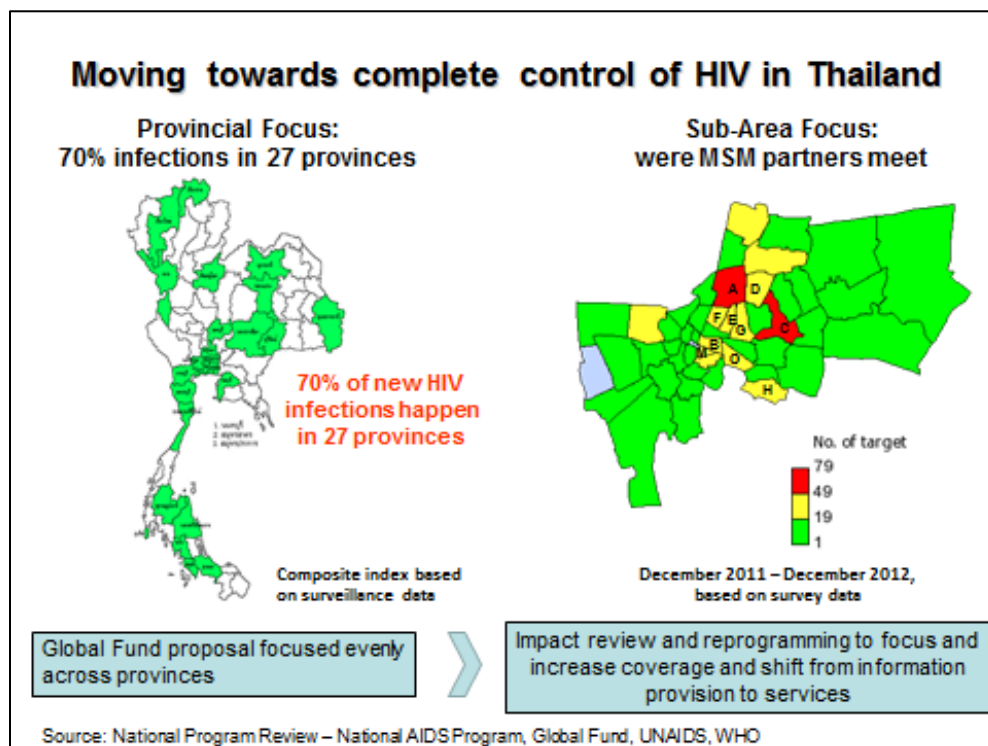 Moving towards complete control of HIV in Thailand
Provincial Focus:
70% infections in 27 provinces
Sub-Area Focus:
were MSM partners meet
70% of new HIV
infections happen
in 27 provinces
A
D
F
E
G
C
B
M
O
H
No. of target
79
49
19
1
Composite index based
on surveillance data
December 2011 – December 2012,
based on survey data
Global Fund proposal focused evenly
across provinces
Impact review and reprogramming to focus and
increase coverage and shift from information
provision to services
Source: National Program Review – National AIDS Program, Global Fund, UNAIDS, WHO